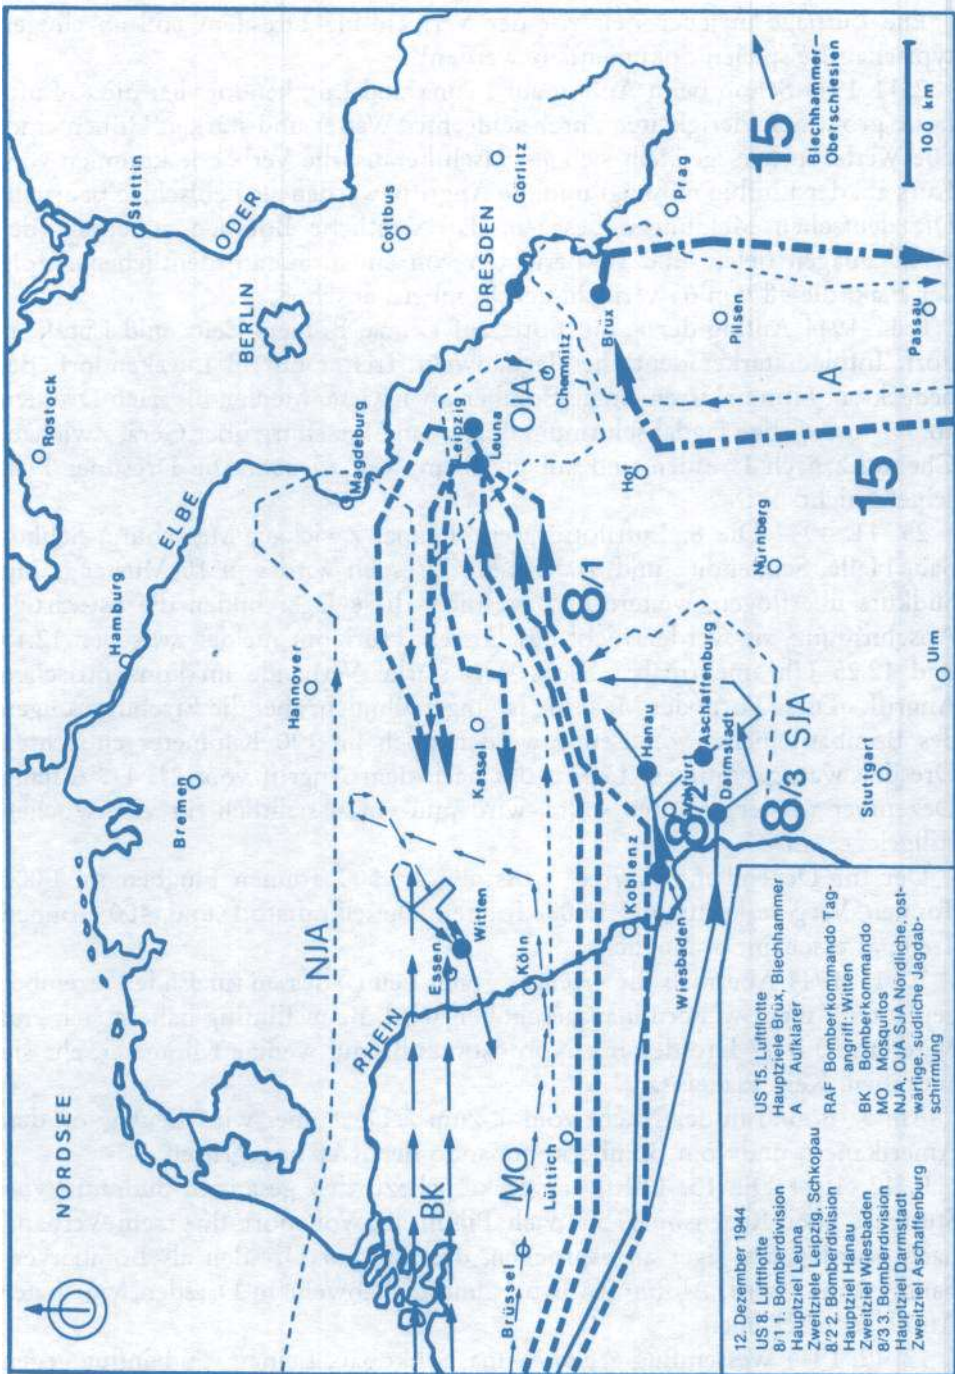 NORDSEE
Rostock
Stettin
Hamburg
ELBE
ODER
Bremen
BERLIN
NJA
Hannover
Magdeburg
Cottbus
RHEIN
Essen
Witten
Kassel
Leipzig
Leuna
OJA
DRESDEN
Görlitz
Chemnitz
BK
MO
Köln
Brüssel
Lüttich
Koblenz
Brüx
Prag
15
Blechhammer–
Oberschlesien
100 km
8/1
Hof
Pilsen
Wiesbaden
8/2
Hanau
Aschaffenburg
Darmstadt
8/3
SJA
Nürnberg
15
A
Passau
Stuttgart
Ulm
12. Dezember 1944
US 8. Luftflotte
8/1 1. Bomberdivision
Hauptziel Leuna
Zweitziele Leipzig, Schkopau
8/2 2. Bomberdivision
Hauptziel Hanau
Zweitziel Wiesbaden
8/3 3. Bomberdivision
Hauptziel Darmstadt
Zweitziel Aschaffenburg
US 15. Luftflotte
Hauptziele Brüx, Blechhammer
A Aufklärer
RAF Bomberkommando Tag-
angriff: Witten
BK Bomberkommando
MO Mosquitos
NJA, OJA SJA Nördliche, ost-
wärtige, südliche Jagdab-
schirmung